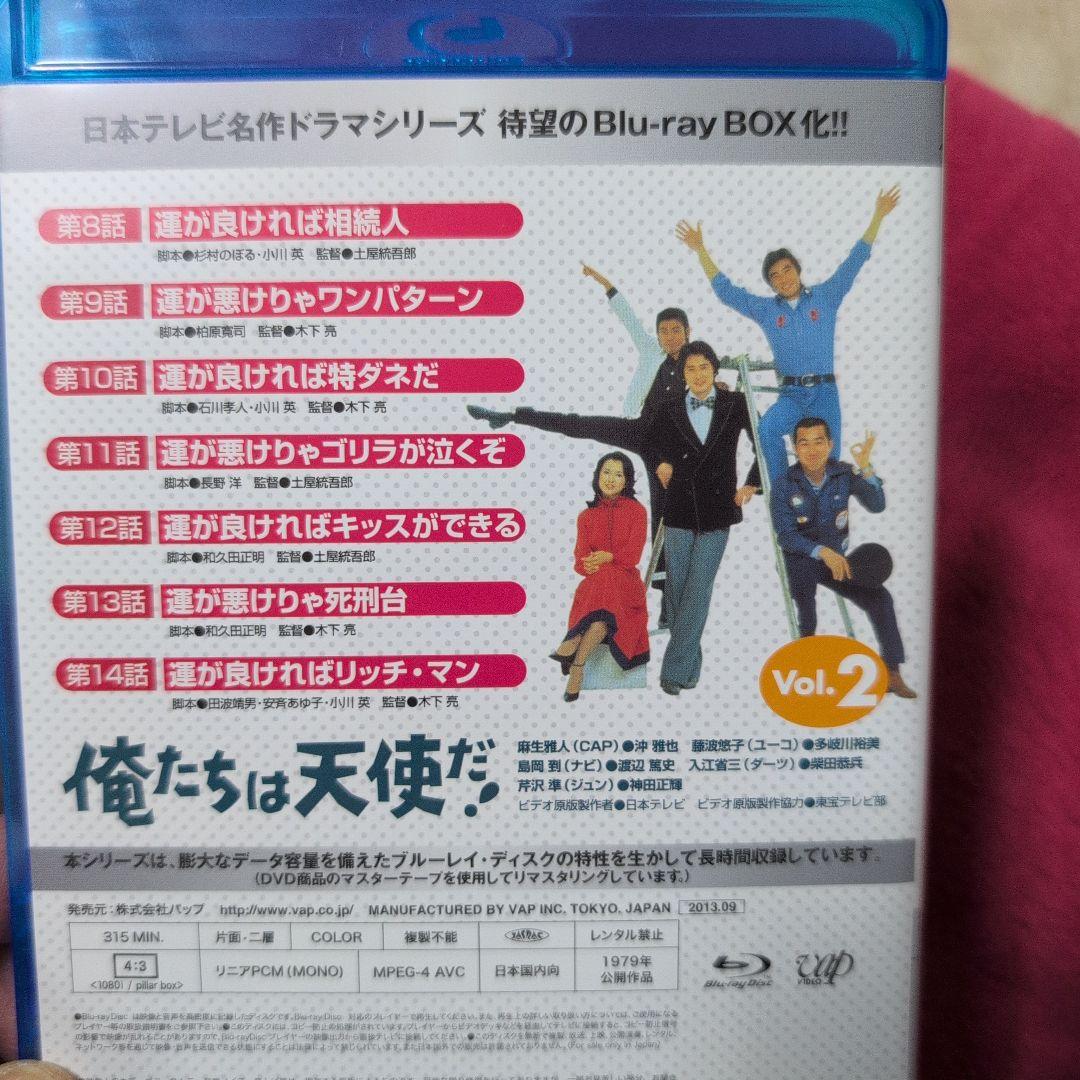 日本テレビ名作ドラマシリーズ 待望のBlu-ray BOX化!!
第8話 運が良ければ相続人
脚本●杉村のぼる・小川 英 監督●土屋統吾郎
第9話 運が悪けりゃワンパターン
脚本●柏原寛司 監督●木下 亮
第10話 運が良ければ特ダネだ
脚本●石川孝人・小川 英 監督●木下 亮
第11話 運が悪けりゃゴリラが泣くぞ
脚本●長野 洋 監督●土屋統吾郎
第12話 運が良ければキッスができる
脚本●和久田正明 監督●土屋統吾郎
第13話 運が悪けりゃ死刑台
脚本●和久田正明 監督●木下 亮
第14話 運が良ければリッチ・マン
脚本●田波靖男・安斉あゆ子・小川 英 監督●木下 亮
Vol.2
俺たちは天使だ!
麻生雅人(CAP)●沖 雅也 藤波悠子(ユーコ)●多岐川裕美
島岡 到(ナビ)●渡辺 篤史 入江省三(ダーツ)●柴田恭兵
芹沢 準(ジュン)●神田正輝
ビデオ原版製作者●日本テレビ ビデオ原版製作協力●東宝テレビ部
本シリーズは、膨大なデータ容量を備えたブルーレイ・ディスクの特性を生かして長時間収録しています。
(DVD商品のマスターテープを使用してリマスタリングしています。)
発売元：株式会社バップ http://www.vap.co.jp/ MANUFACTURED BY VAP INC. TOKYO, JAPAN 2013.09
315 MIN. 片面・二層 COLOR 複製不能 レンタル禁止
4:3 リニアPCM (MONO) MPEG-4 AVC 日本国内向 1979年
<1080i / pillar box> 公開作品
Blu-ray Disc vap VIDEO